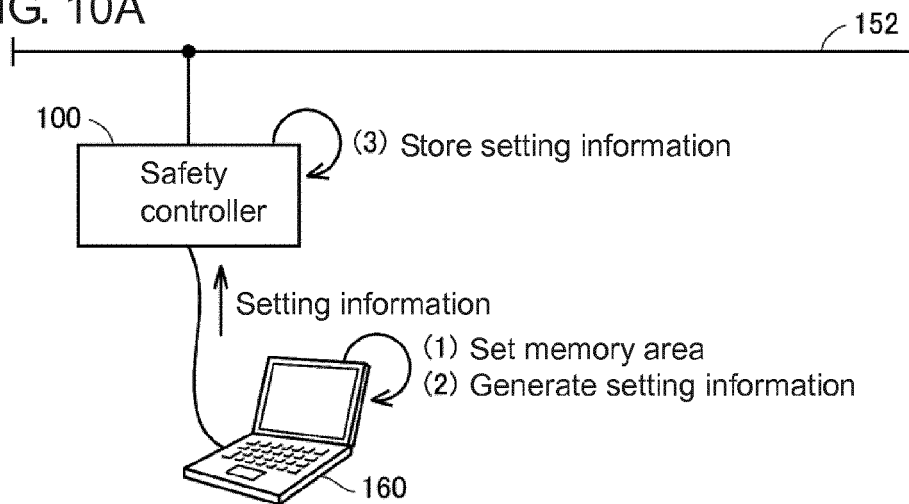 FIG. 10A
152
100
(3) Store setting information
Safety
controller
Setting information
(1) Set memory area
(2) Generate setting information
160